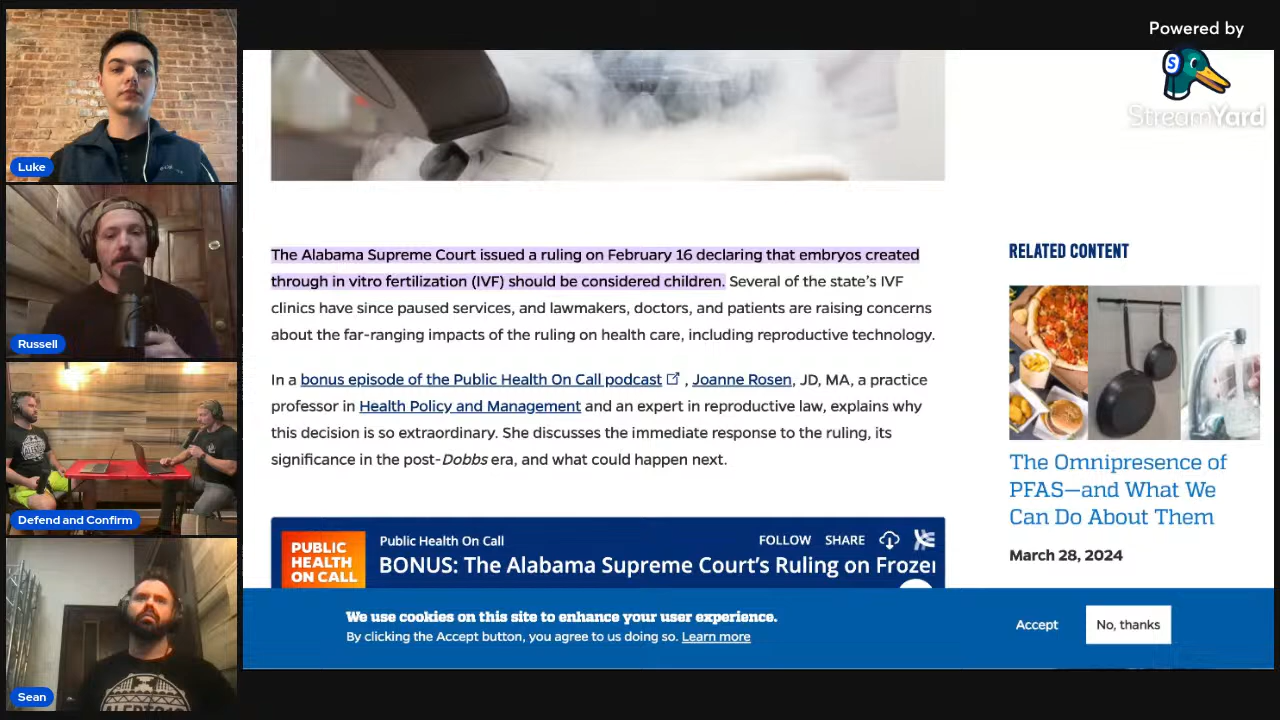 Powered by
StreamYard
Luke
Russell
Defend and Confirm
Sean
The Alabama Supreme Court issued a ruling on February 16 declaring that embryos created
through in vitro fertilization (IVF) should be considered children. Several of the state's IVF
clinics have since paused services, and lawmakers, doctors, and patients are raising concerns
about the far-ranging impacts of the ruling on health care, including reproductive technology.
In a bonus episode of the Public Health On Call podcast , Joanne Rosen, JD, MA, a practice
professor in Health Policy and Management and an expert in reproductive law, explains why
this decision is so extraordinary. She discusses the immediate response to the ruling, its
significance in the post-Dobbs era, and what could happen next.
PUBLIC
HEALTH
ON CALL
Public Health On Call
FOLLOW SHARE
BONUS: The Alabama Supreme Court's Ruling on Frozen
RELATED CONTENT
The Omnipresence of
PFAS—and What We
Can Do About Them
March 28, 2024
We use cookies on this site to enhance your user experience.
By clicking the Accept button, you agree to us doing so. Learn more
Accept
No, thanks